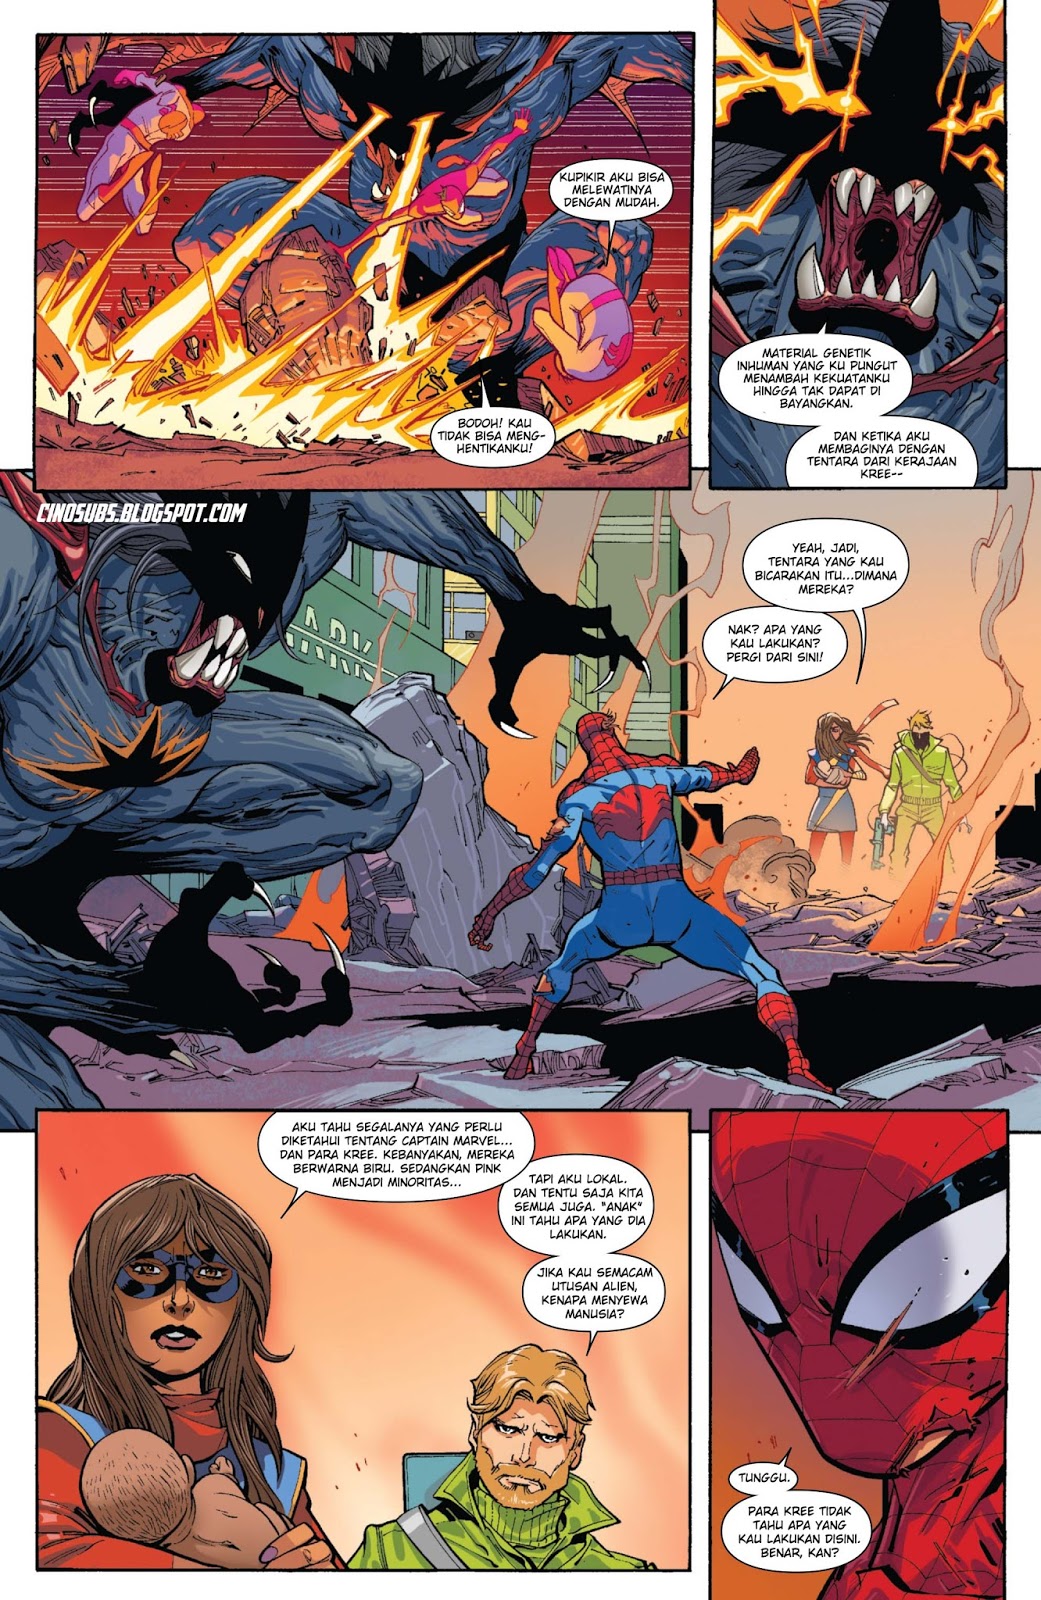 KUPIKIR AKU BISA
MELEWATINYA
DENGAN MUDAH.
BODOH! KAU
TIDAK BISA MENG-
HENTIKANKU!
MATERIAL GENETIK
INHUMAN YANG KU PUNGUT
MENAMBAH KEKUATANKU
HINGGA TAK DAPAT DI
BAYANGKAN.
DAN KETIKA AKU
MEMBAGINYA DENGAN
TENTARA DARI KERAJAAN
KREE--
CINOSUBS.BLOGSPOT.COM
YEAH, JADI,
TENTARA YANG KAU
BICARAKAN ITU...DIMANA
MEREKA?
NAK? APA YANG
KAU LAKUKAN?
PERGI DARI SINI!
AKU TAHU SEGALANYA YANG PERLU
DIKETAHUI TENTANG CAPTAIN MARVEL...
DAN PARA KREE. KEBANYAKAN, MEREKA
BERWARNA BIRU. SEDANGKAN PINK
MENJADI MINORITAS...
TAPI AKU LOKAL.
DAN TENTU SAJA KITA
SEMUA JUGA. "ANAK"
INI TAHU APA YANG DIA
LAKUKAN.
JIKA KAU SEMACAM
UTUSAN ALIEN,
KENAPA MENYEWA
MANUSIA?
TUNGGU.
PARA KREE TIDAK
TAHU APA YANG
KAU LAKUKAN DISINI.
BENAR, KAN?